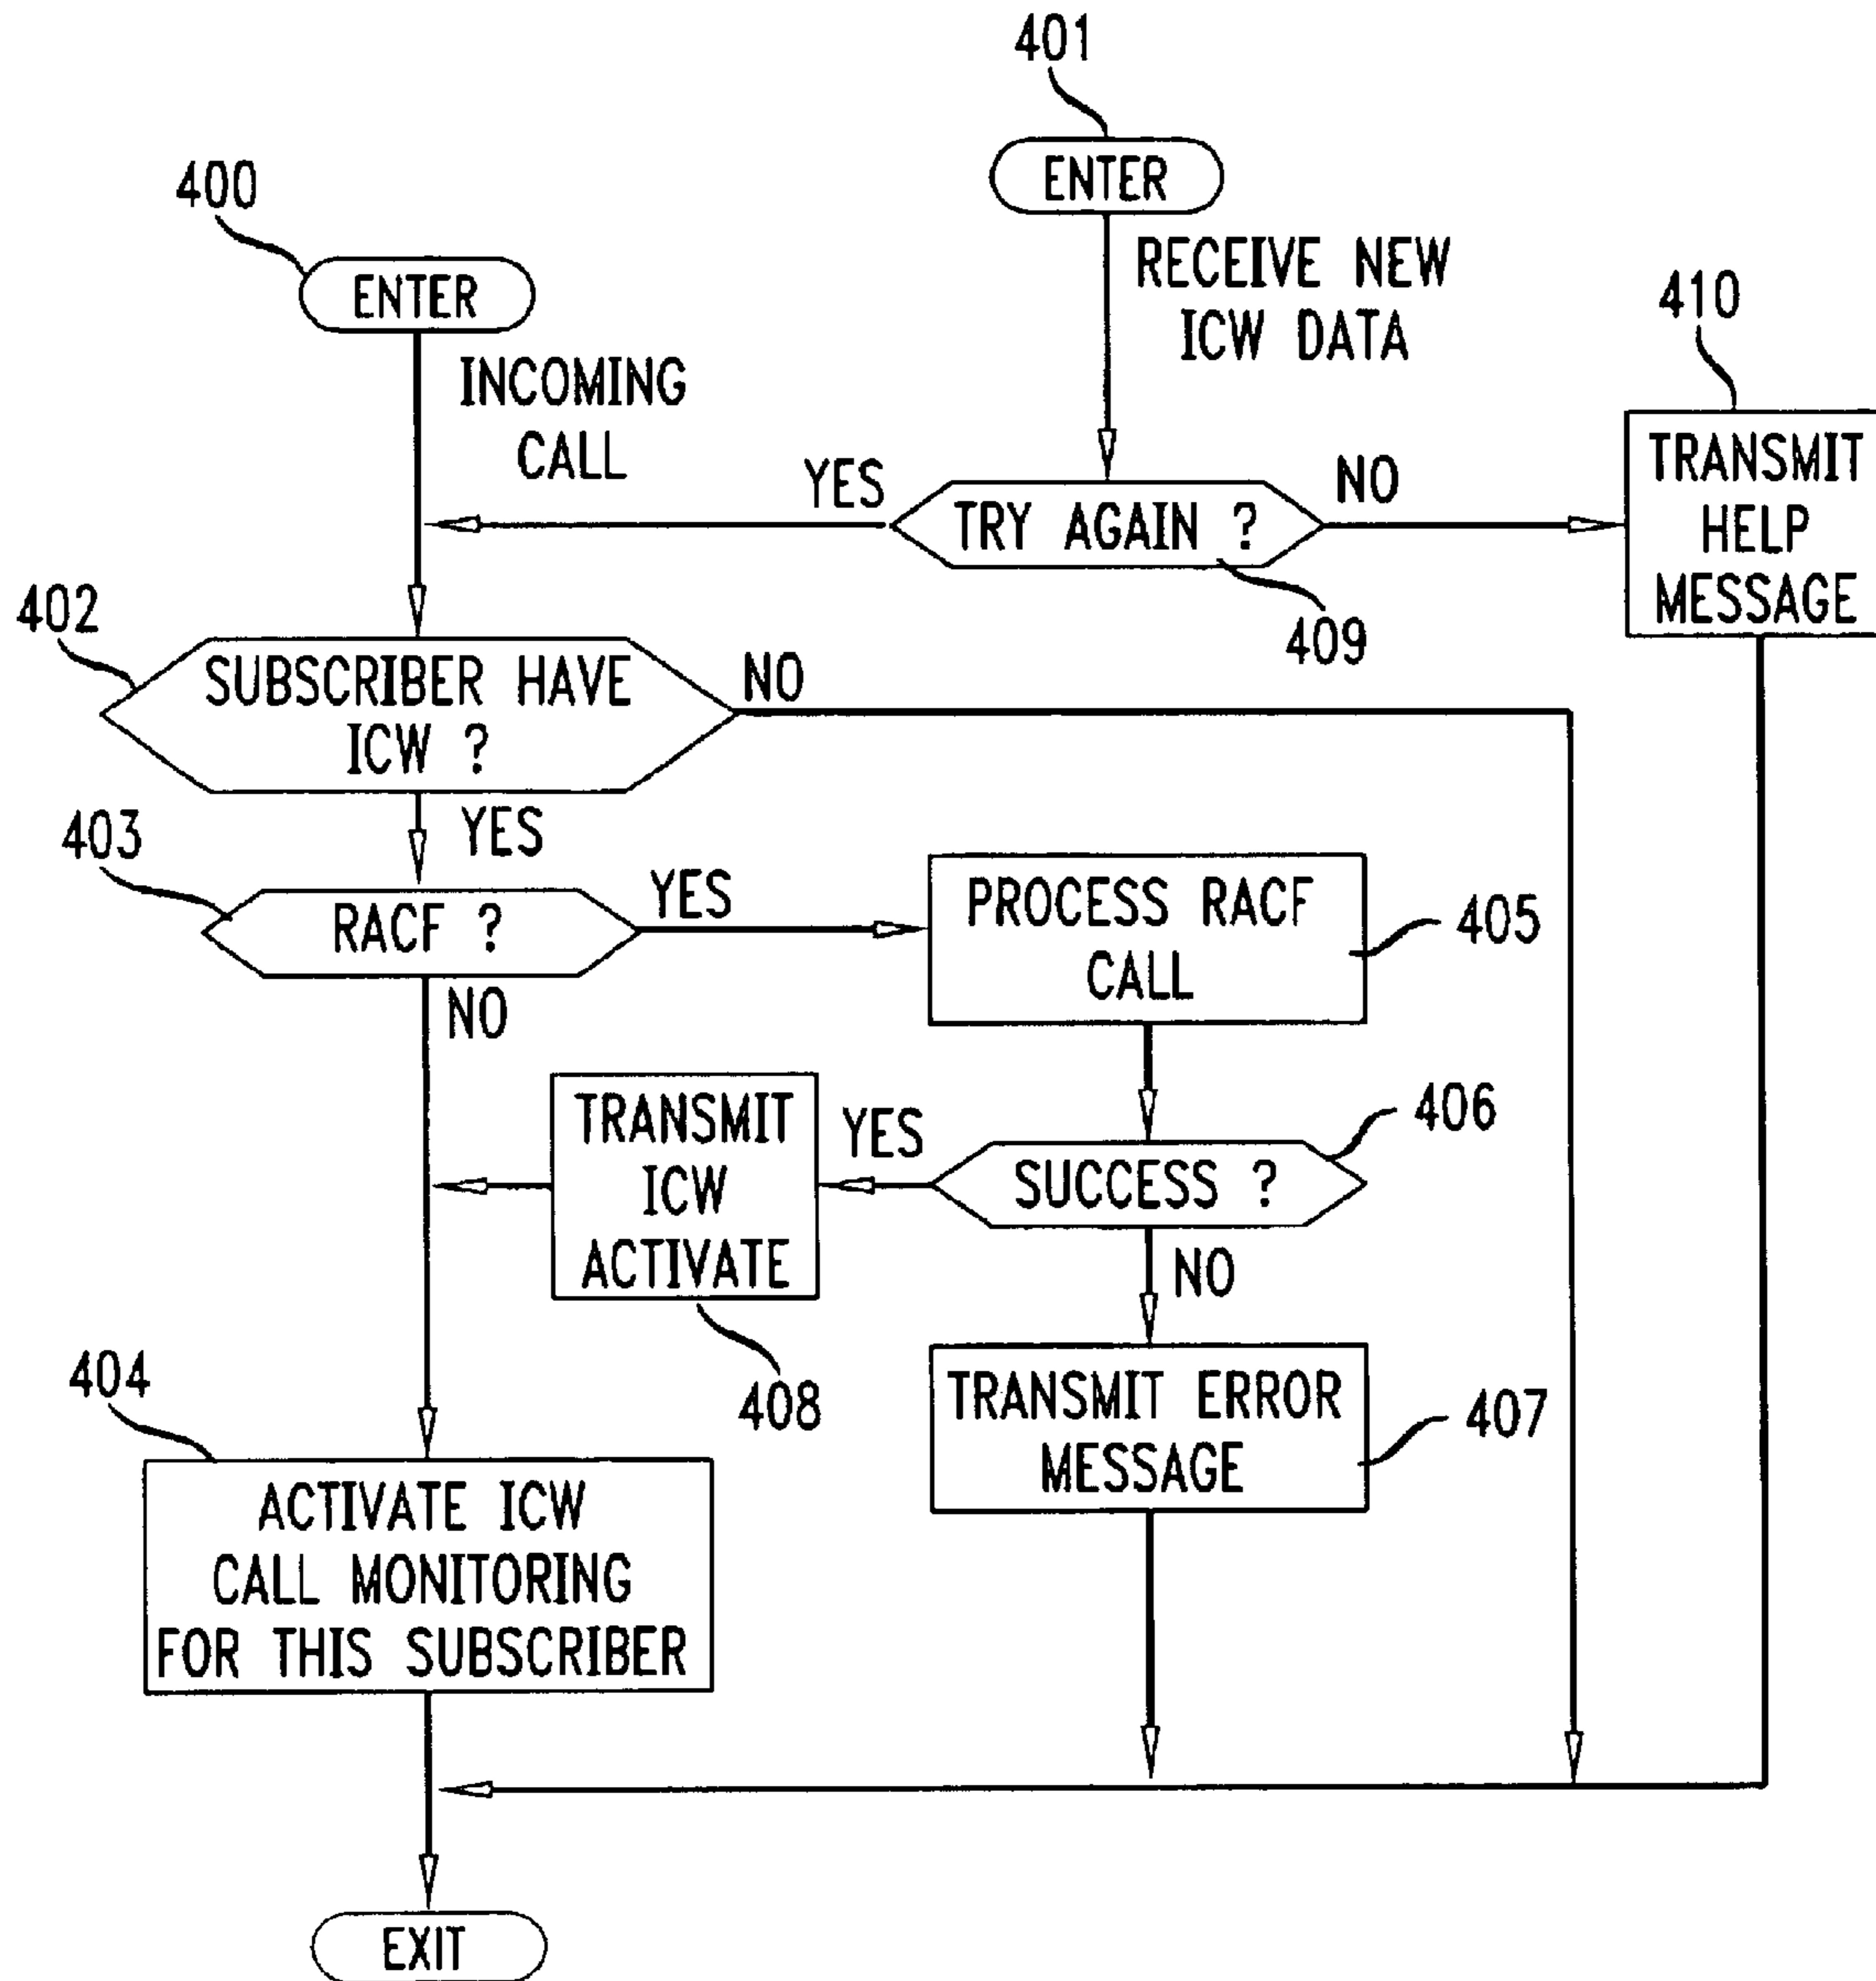 401
ENTER
400
ENTER
RECEIVE NEW
ICW DATA
410
INCOMING
CALL
TRANSMIT
HELP
MESSAGE
YES
TRY AGAIN ?
NO
409
402
SUBSCRIBER HAVE
ICW ?
NO
YES
403
RACF ?
YES
PROCESS RACF
CALL
405
NO
TRANSMIT
ICW
ACTIVATE
YES
SUCCESS ?
406
NO
408
404
TRANSMIT ERROR
MESSAGE
407
ACTIVATE ICW
CALL MONITORING
FOR THIS SUBSCRIBER
EXIT